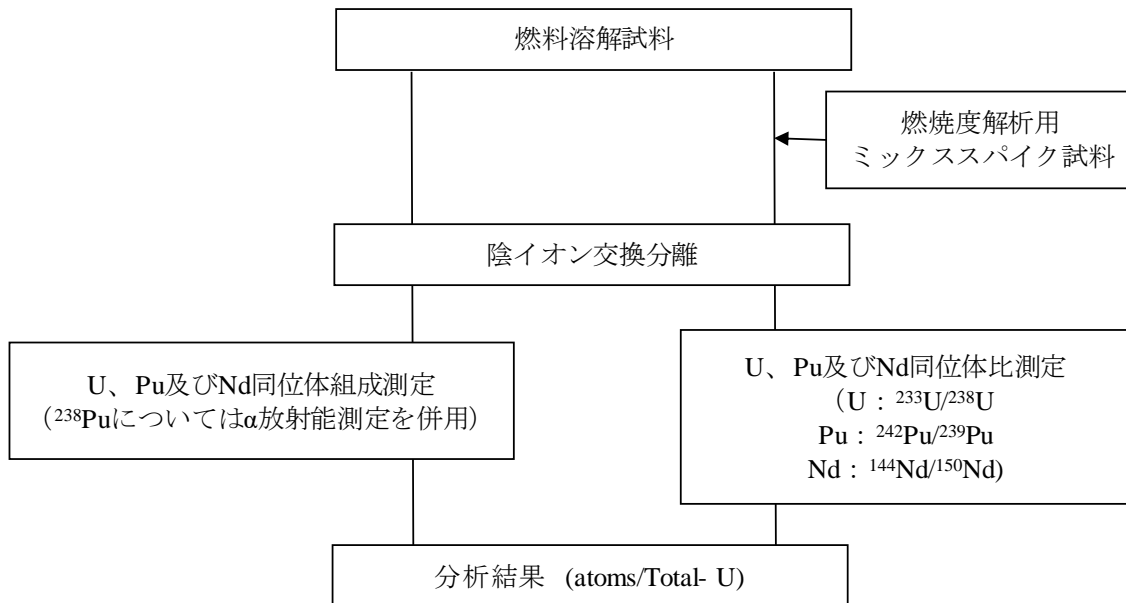 燃料溶解試料
燃焼度解析用
ミックススパイク試料
陰イオン交換分離
U、Pu及びNd同位体組成測定
（²³⁸Puについてはα放射能測定を併用）
U、Pu及びNd同位体比測定
（U：²³³U/²³⁸U
Pu：²⁴²Pu/²³⁹Pu
Nd：¹⁴⁴Nd/¹⁵⁰Nd)
分析結果 (atoms/Total- U)